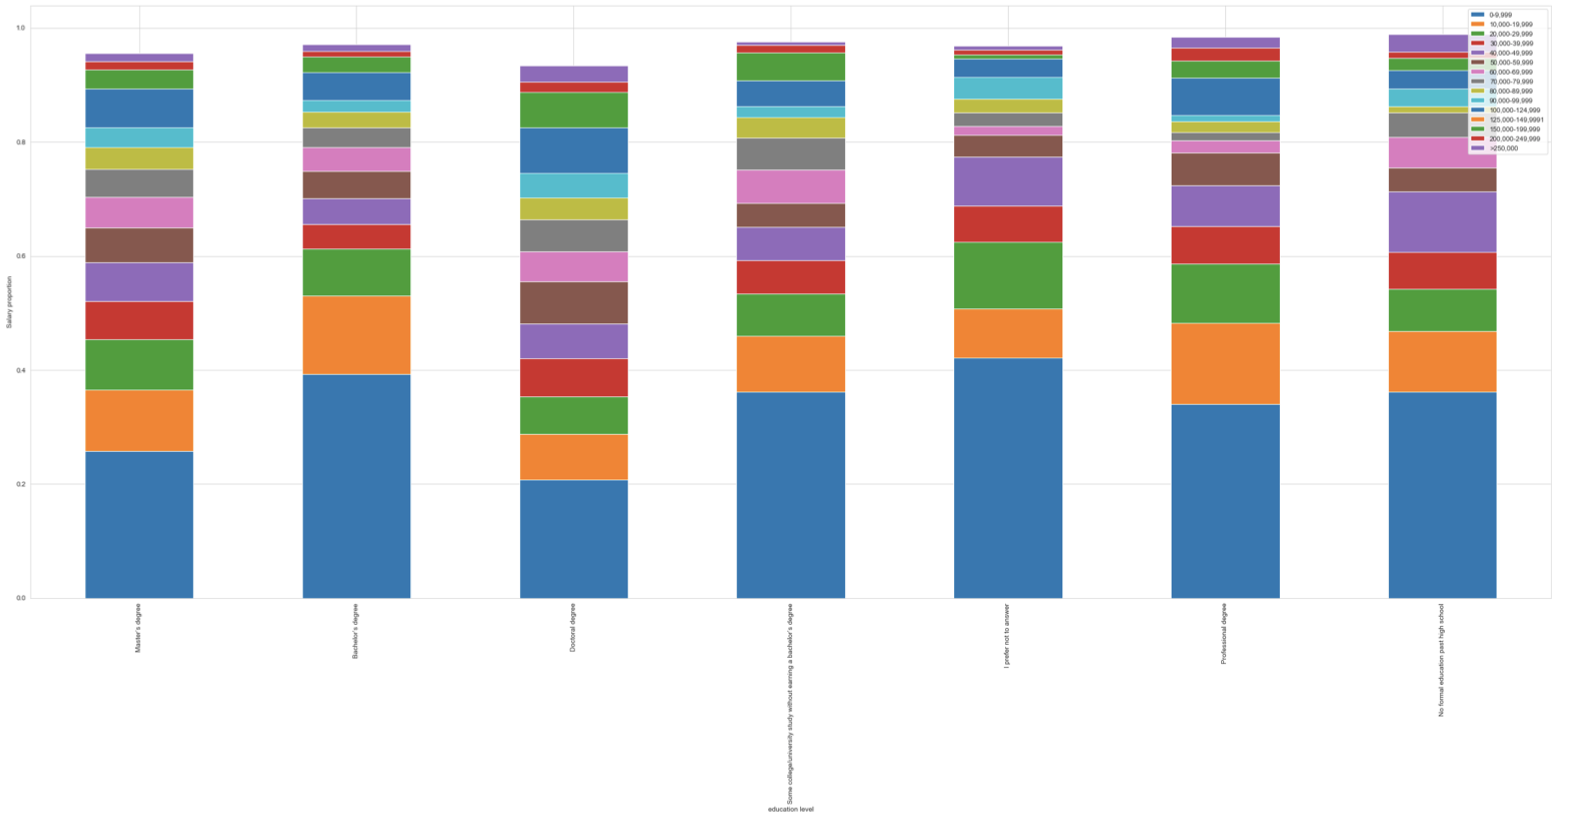 1.0
0.8
0.6
0.4
0.2
0.0
Salary proportion
0-9,999
10,000-19,999
20,000-29,999
30,000-39,999
40,000-49,999
50,000-59,999
60,000-69,999
70,000-79,999
80,000-89,999
90,000-99,999
100,000-124,999
125,000-149,9991
150,000-199,999
200,000-249,999
>250,000
Master's degree
Bachelor's degree
Doctoral degree
Some college/university study without earning a bachelor's degree
I prefer not to answer
Professional degree
No formal education past high school
education level